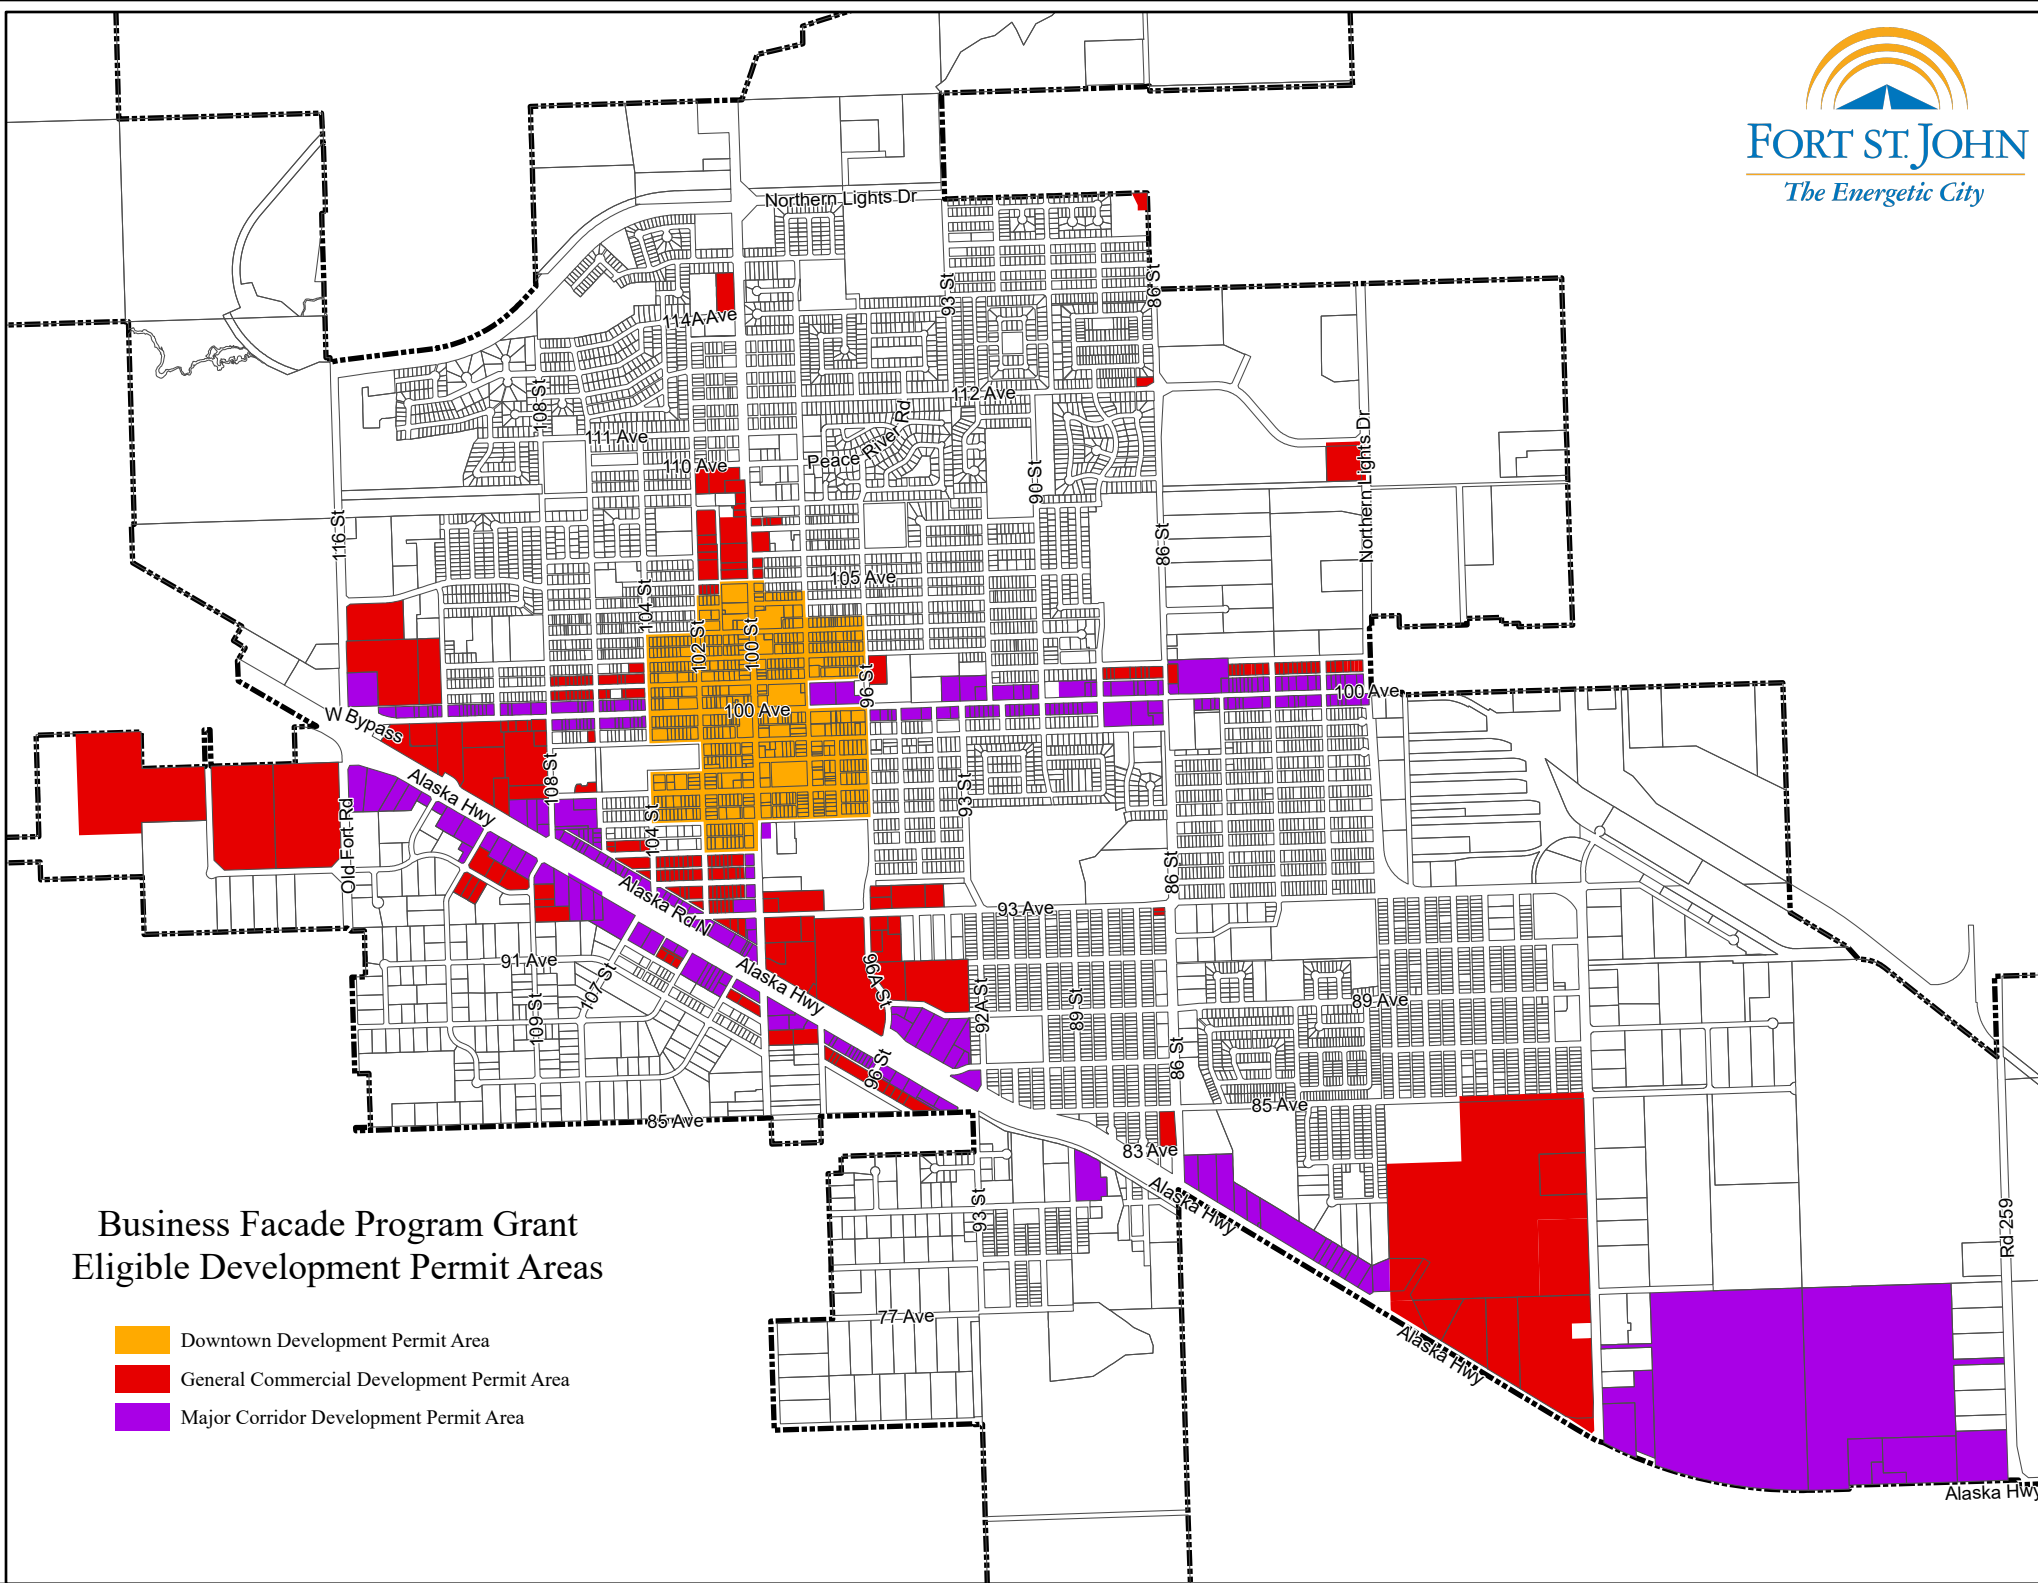 FORT ST. JOHN
The Energetic City
Northern Lights Dr
93 St
86 St
114A Ave
108 St
112 Ave
Peace River Rd
111 Ave
110 Ave
90 St
Northern Lights Dr
116 St
86 St
105 Ave
104 St
102 St
100 St
96 St
100 Ave
100 Ave
W Bypass
Alaska Hwy
108 St
93 St
Old Fort Rd
104 St
86 St
Alaska Rd N
93 Ave
91 Ave
107 St
109 St
Alaska Hwy
96A St
92A St
89 St
89 Ave
86 St
96 St
85 Ave
85 Ave
83 Ave
Alaska Hwy
93 St
Rd 259
77 Ave
Alaska Hwy
Alaska Hwy
Business Facade Program Grant
Eligible Development Permit Areas
Downtown Development Permit Area
General Commercial Development Permit Area
Major Corridor Development Permit Area